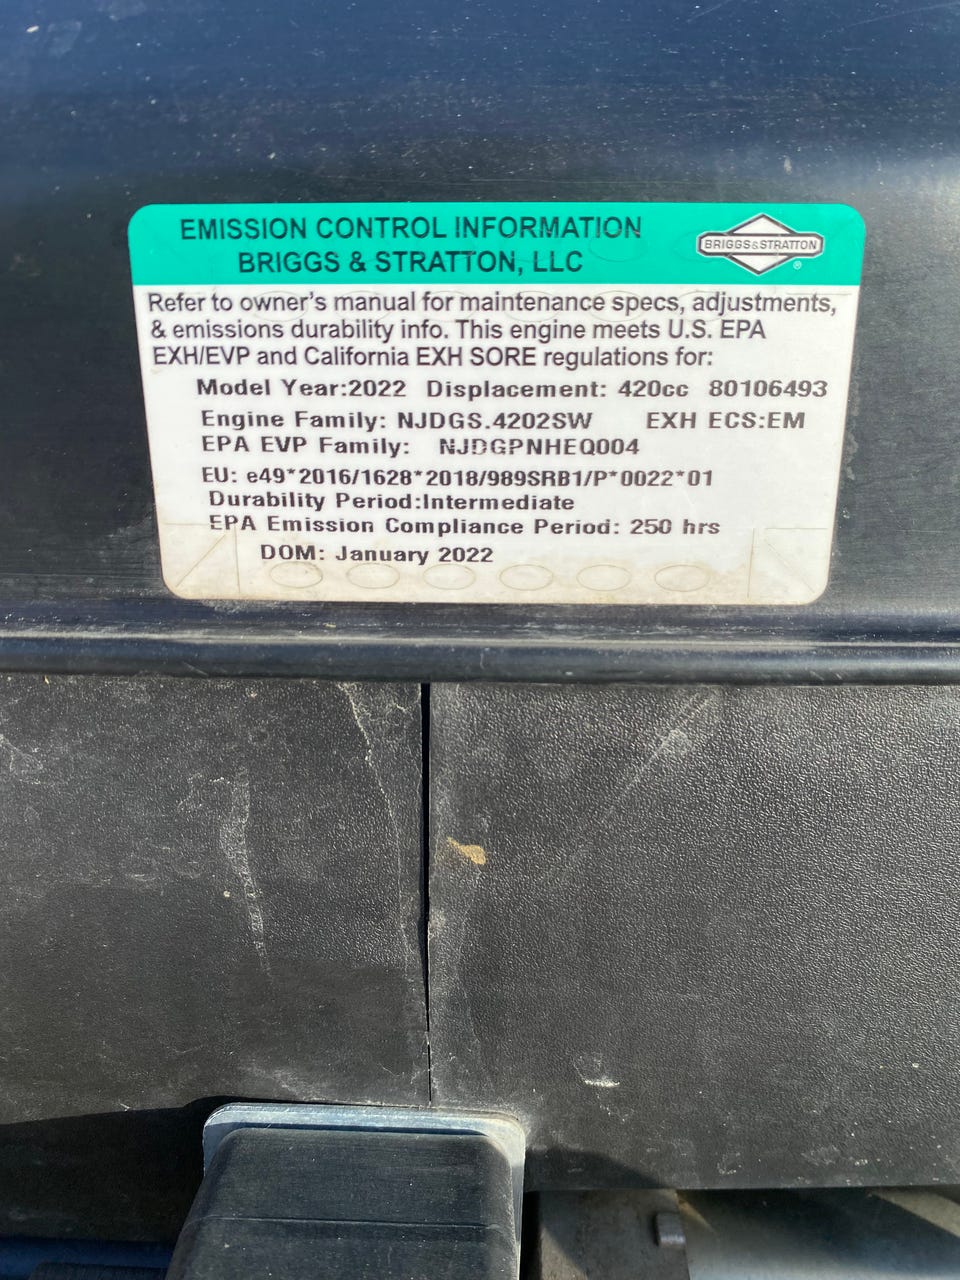 EMISSION CONTROL INFORMATION
BRIGGS & STRATTON, LLC
BRIGGS&STRATTON
®
Refer to owner's manual for maintenance specs, adjustments,
& emissions durability info. This engine meets U.S. EPA
EXH/EVP and California EXH SORE regulations for:
Model Year:2022 Displacement: 420cc 80106493
Engine Family: NJDGS.4202SW EXH ECS:EM
EPA EVP Family: NJDGPNHEQ004
EU: e49*2016/1628*2018/989SRB1/P*0022*01
Durability Period:Intermediate
EPA Emission Compliance Period: 250 hrs
DOM: January 2022